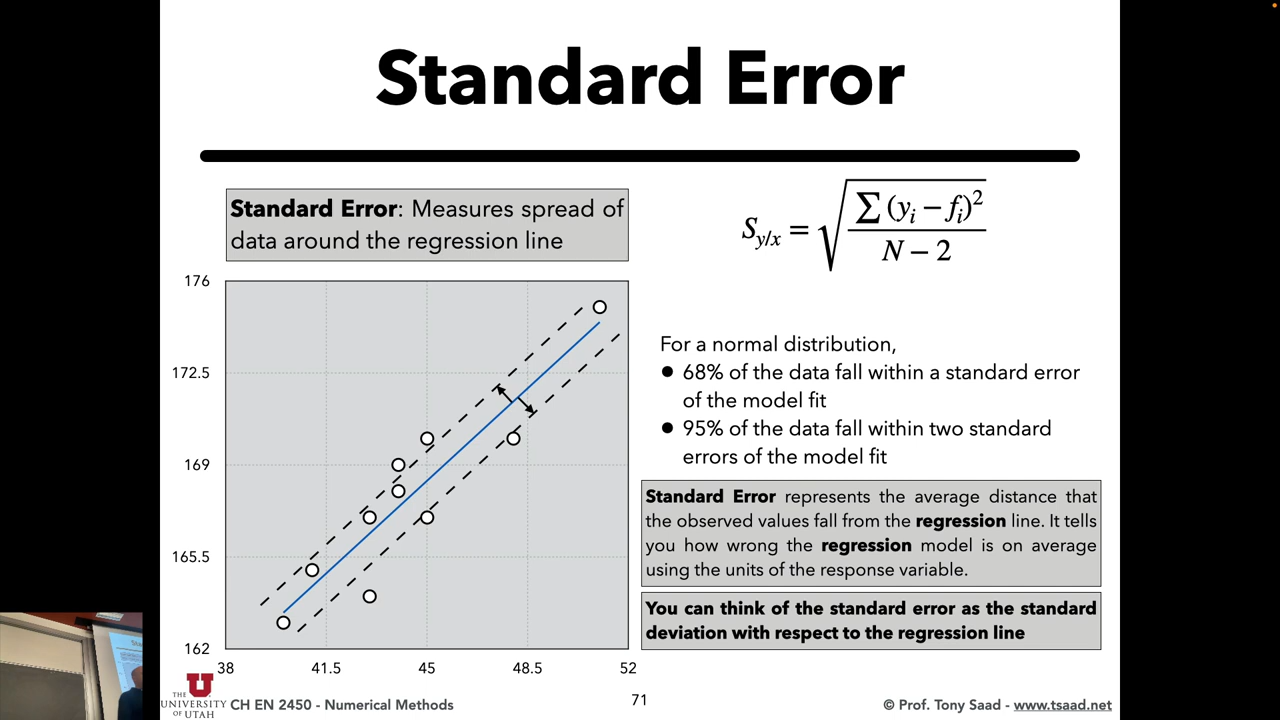 Standard Error
Standard Error: Measures spread of
data around the regression line
S_{y/x} = \sqrt{\frac{\sum (y_i - f_i)^2}{N - 2}}
176
172.5
169
165.5
162
38
41.5
45
48.5
52
For a normal distribution,
● 68% of the data fall within a standard error
of the model fit
● 95% of the data fall within two standard
errors of the model fit
Standard Error represents the average distance that
the observed values fall from the regression line. It tells
you how wrong the regression model is on average
using the units of the response variable.
You can think of the standard error as the standard
deviation with respect to the regression line
U
THE
UNIVERSITY
OF UTAH
CH EN 2450 - Numerical Methods
71
© Prof. Tony Saad - www.tsaad.net